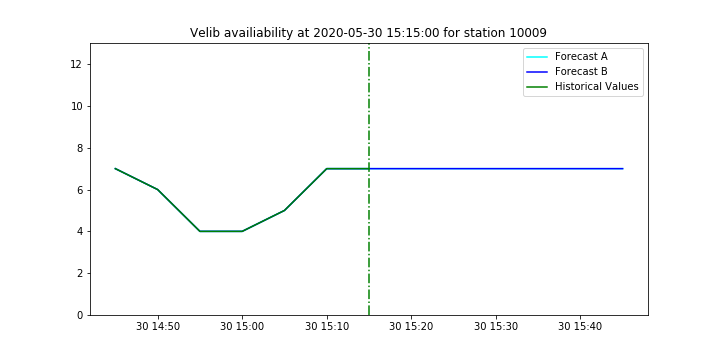 Velib availiability at 2020-05-30 15:15:00 for station 10009
Forecast A
Forecast B
Historical Values
12
10
8
6
4
2
0
30 14:50 30 15:00 30 15:10 30 15:20 30 15:30 30 15:40